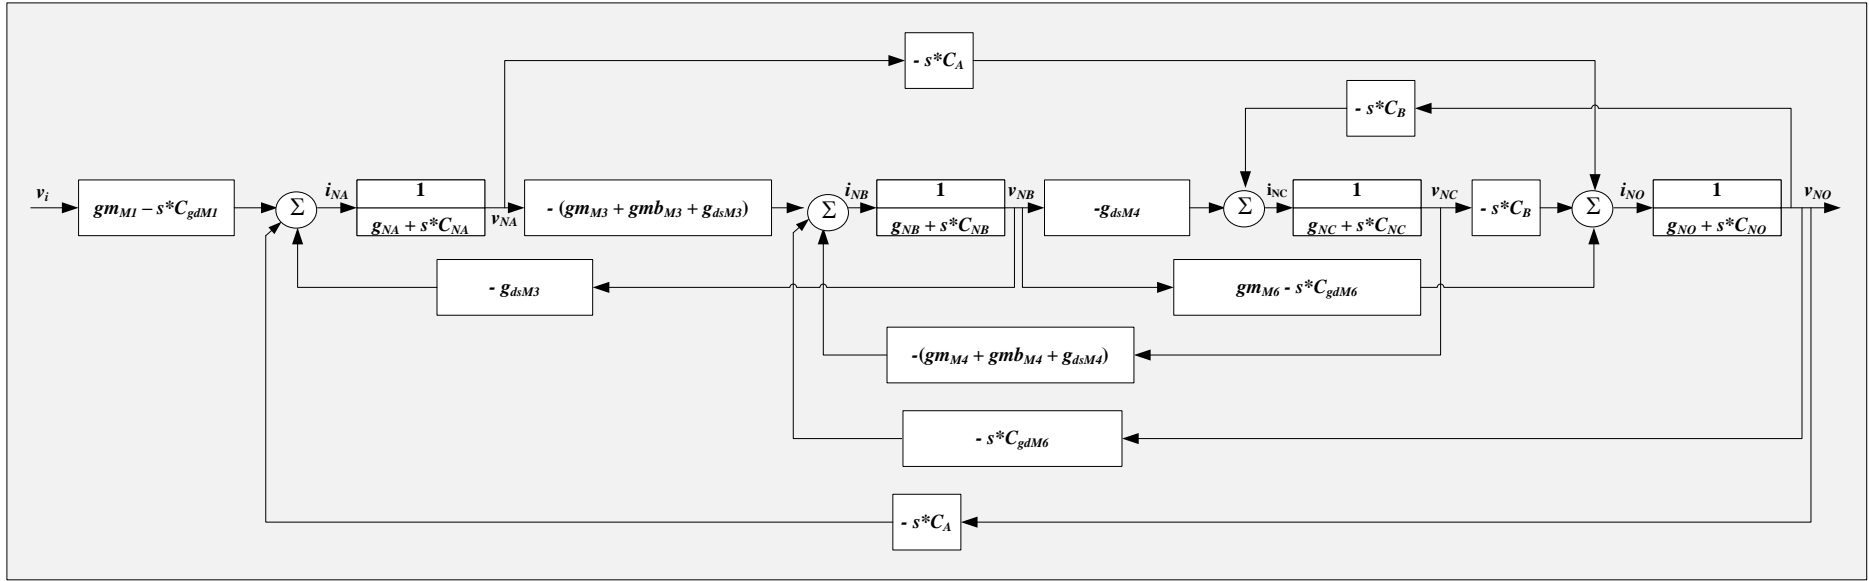 - s*C_A
- s*C_B
v_i
gm_M1 – s*C_gdM1
Σ
i_NA
1
g_NA + s*C_NA
v_NA
- (gm_M3 + gmb_M3 + g_dsM3)
Σ
i_NB
1
g_NB + s*C_NB
v_NB
-g_dsM4
Σ
i_NC
1
g_NC + s*C_NC
v_NC
- s*C_B
Σ
i_NO
1
g_NO + s*C_NO
v_NO
- g_dsM3
gm_M6 - s*C_gdM6
-(gm_M4 + gmb_M4 + g_dsM4)
- s*C_gdM6
- s*C_A